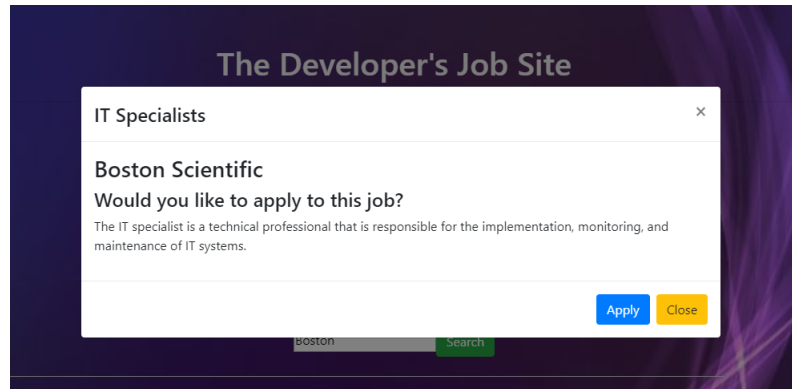 The Developer's Job Site
IT Specialists
×
Boston Scientific
Would you like to apply to this job?
The IT specialist is a technical professional that is responsible for the implementation, monitoring, and
maintenance of IT systems.
Apply Close
Boston Search